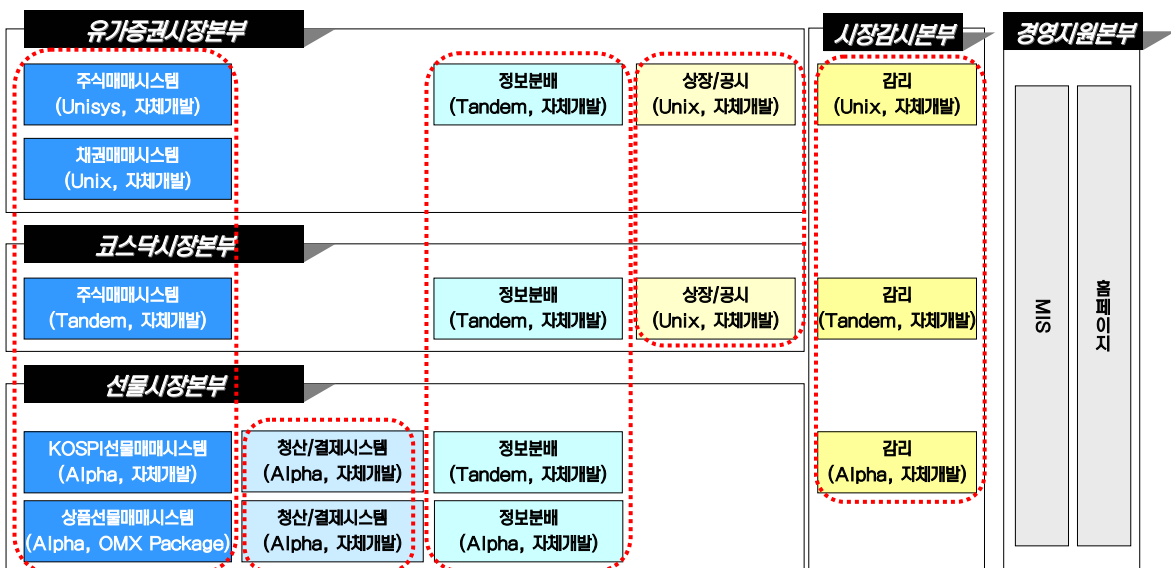 유가증권시장본부
시장감시본부
경영지원본부
주식매매시스템
(Unisys, 자체개발)
정보분배
(Tandem, 자체개발)
상장/공시
(Unix, 자체개발)
감리
(Unix, 자체개발)
채권매매시스템
(Unix, 자체개발)
코스닥시장본부
주식매매시스템
(Tandem, 자체개발)
정보분배
(Tandem, 자체개발)
상장/공시
(Unix, 자체개발)
감리
(Tandem, 자체개발)
MIS
홈페이지
선물시장본부
KOSPI선물매매시스템
(Alpha, 자체개발)
청산/결제시스템
(Alpha, 자체개발)
정보분배
(Tandem, 자체개발)
감리
(Alpha, 자체개발)
상품선물매매시스템
(Alpha, OMX Package)
청산/결제시스템
(Alpha, 자체개발)
정보분배
(Alpha, 자체개발)